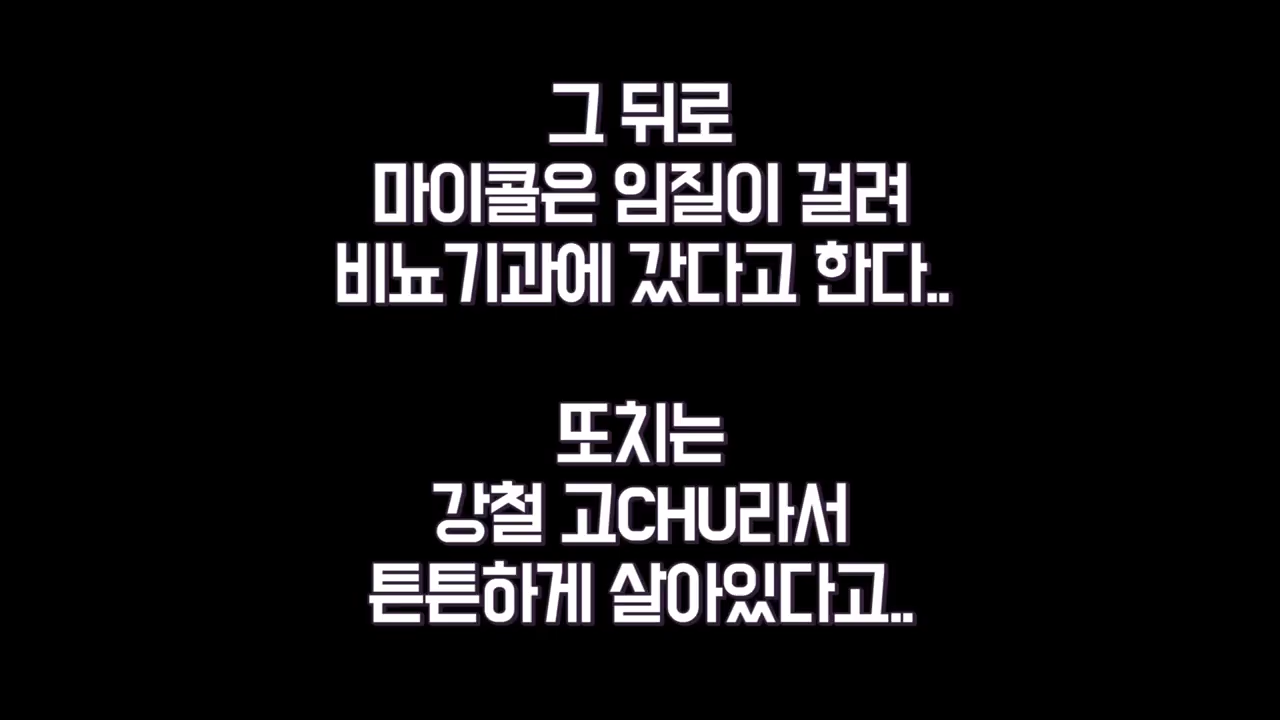 그 뒤로
마이콜은 임질이 걸려
비뇨기과에 갔다고 한다..
또치는
강철 고CHU라서
튼튼하게 살아있다고..